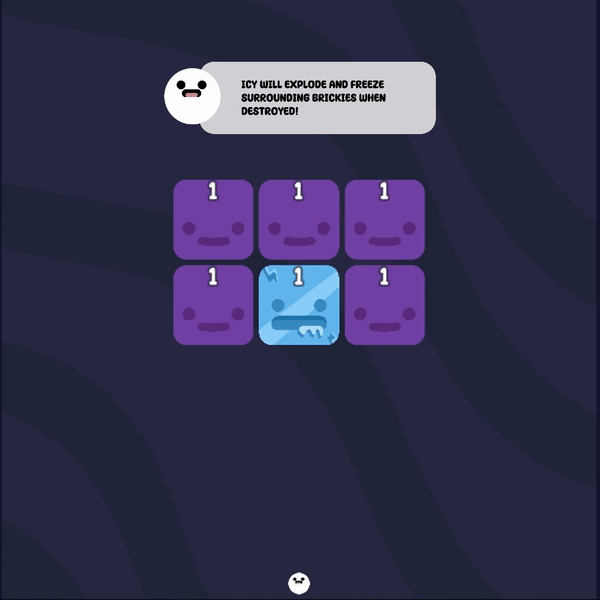 ICY WILL EXPLODE AND FREEZE
SURROUNDING BRICKIES WHEN
DESTROYED!
1 1 1
1 1 1